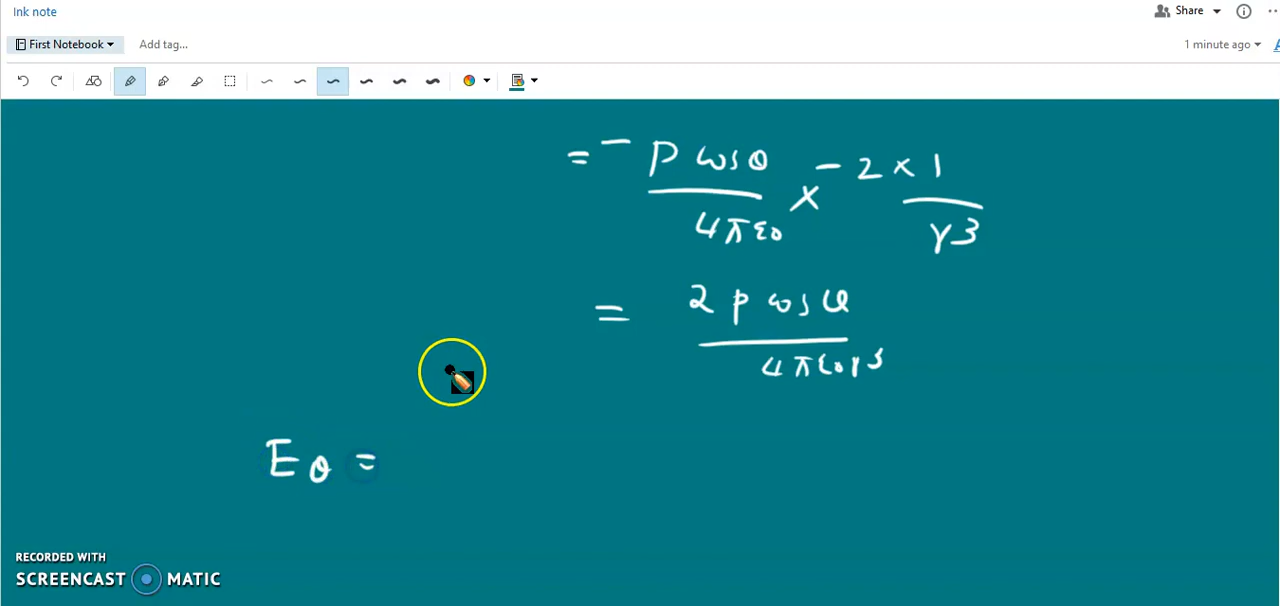 Ink note
Share
First Notebook
Add tag...
1 minute ago
= - p cosθ / 4πε0 × -2 × 1 / r3
= 2 p cosθ / 4πε0r3
Eθ =
RECORDED WITH
SCREENCAST MATIC